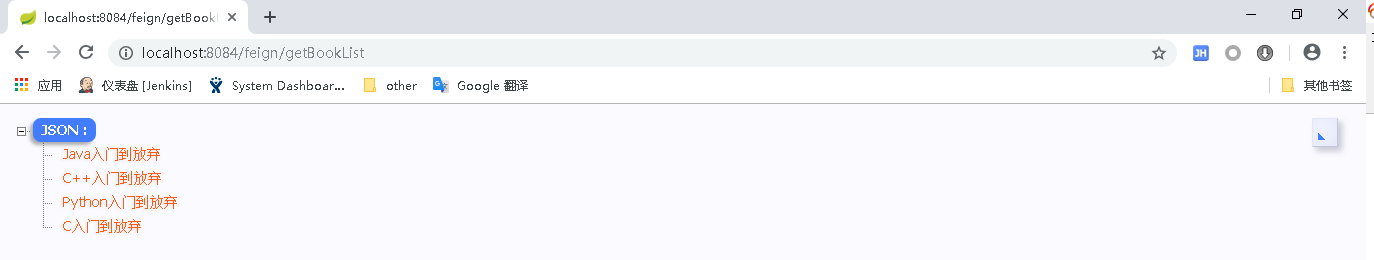 localhost:8084/feign/getBookl
localhost:8084/feign/getBookList
应用 仪表盘 [Jenkins] System Dashboar... other Google 翻译 其他书签
JSON :
Java入门到放弃
C++入门到放弃
Python入门到放弃
C入门到放弃